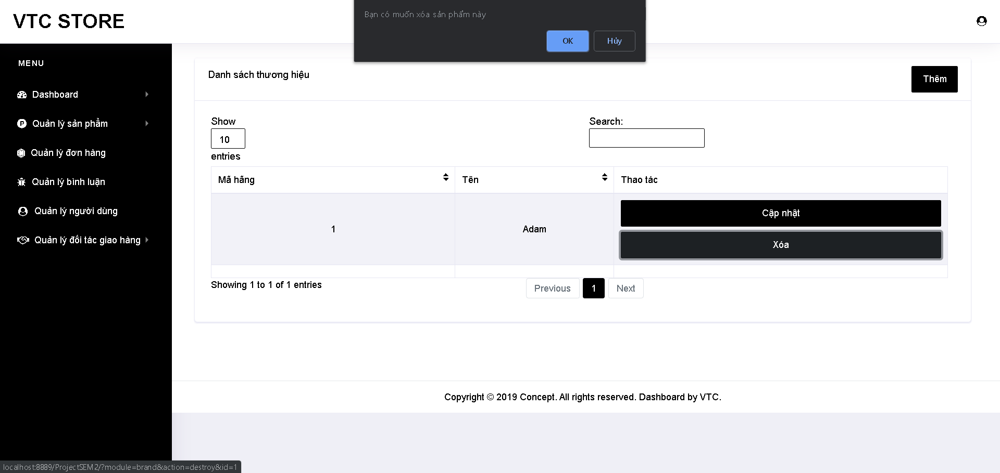 VTC STORE
Bạn có muốn xóa sản phẩm này
OK
Hủy
MENU
Dashboard
Quản lý sản phẩm
Quản lý đơn hàng
Quản lý bình luận
Quản lý người dùng
Quản lý đối tác giao hàng
Danh sách thương hiệu
Thêm
Show
10
entries
Search:
Mã hãng
Tên
Thao tác
1
Adam
Cập nhật
Xóa
Showing 1 to 1 of 1 entries
Previous
1
Next
Copyright © 2019 Concept. All rights reserved. Dashboard by VTC.
localhost:8889/ProjectSEM2/?module=brand&action=destroy&id=1